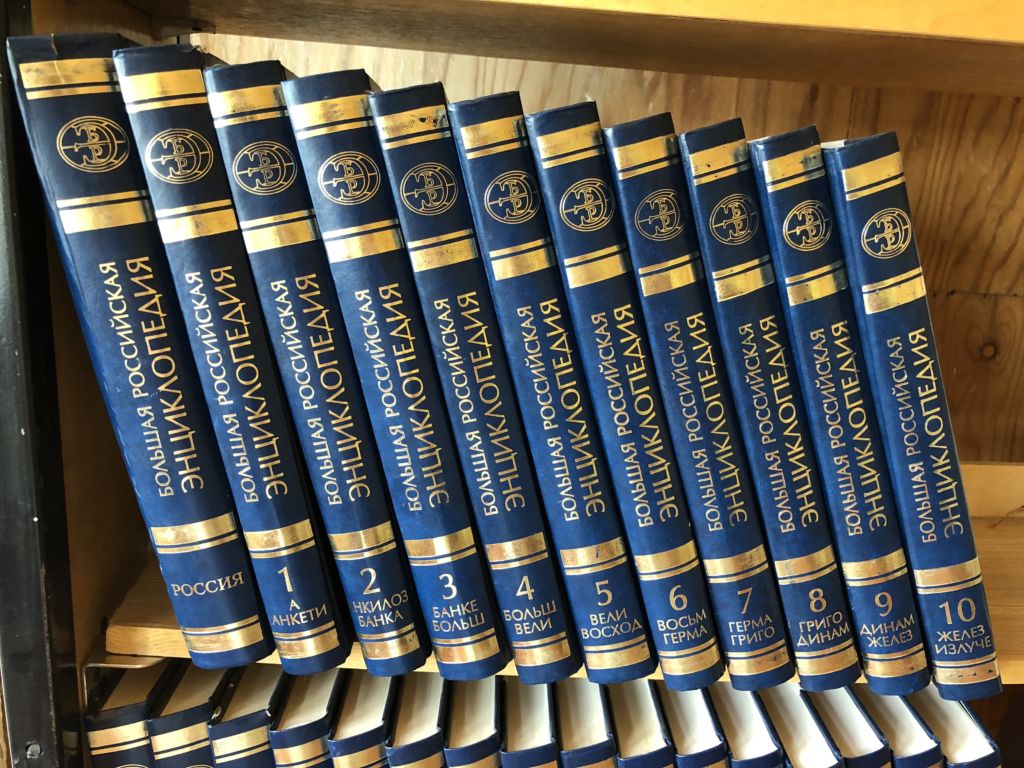 БОЛЬШАЯ РОССИЙСКАЯ
ЭНЦИКЛОПЕДИЯ
РОССИЯ
БОЛЬШАЯ РОССИЙСКАЯ
ЭНЦИКЛОПЕДИЯ
1
А
АНКЕТИ
БОЛЬШАЯ РОССИЙСКАЯ
ЭНЦИКЛОПЕДИЯ
2
НКИЛОЗ
БАНКА
БОЛЬШАЯ РОССИЙСКАЯ
ЭНЦИКЛОПЕДИЯ
3
БАНКЕ
БОЛЬШ
БОЛЬШАЯ РОССИЙСКАЯ
ЭНЦИКЛОПЕДИЯ
4
БОЛЬШ
ВЕЛИ
БОЛЬШАЯ РОССИЙСКАЯ
ЭНЦИКЛОПЕДИЯ
5
ВЕЛИ
ВОСХОД
БОЛЬШАЯ РОССИЙСКАЯ
ЭНЦИКЛОПЕДИЯ
6
ВОСЬМ
ГЕРМА
БОЛЬШАЯ РОССИЙСКАЯ
ЭНЦИКЛОПЕДИЯ
7
ГЕРМА
ГРИГО
БОЛЬШАЯ РОССИЙСКАЯ
ЭНЦИКЛОПЕДИЯ
8
ГРИГО
ДИНАМ
БОЛЬШАЯ РОССИЙСКАЯ
ЭНЦИКЛОПЕДИЯ
9
ДИНАМ
ЖЕЛЕЗ
БОЛЬШАЯ РОССИЙСКАЯ
ЭНЦИКЛОПЕДИЯ
10
ЖЕЛЕЗ
ИЗЛУЧЕ